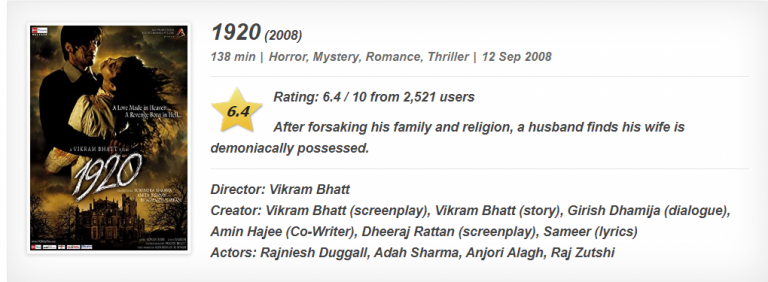 1920 (2008)
138 min | Horror, Mystery, Romance, Thriller | 12 Sep 2008
6.4
Rating: 6.4 / 10 from 2,521 users
After forsaking his family and religion, a husband finds his wife is
demoniacally possessed.
Director: Vikram Bhatt
Creator: Vikram Bhatt (screenplay), Vikram Bhatt (story), Girish Dhamija (dialogue),
Amin Hajee (Co-Writer), Dheeraj Rattan (screenplay), Sameer (lyrics)
Actors: Rajniesh Duggall, Adah Sharma, Anjori Alagh, Raj Zutshi
A Love Made in Heaven...
A Revenge Born in Hell...
VIKRAM BHATT
1920